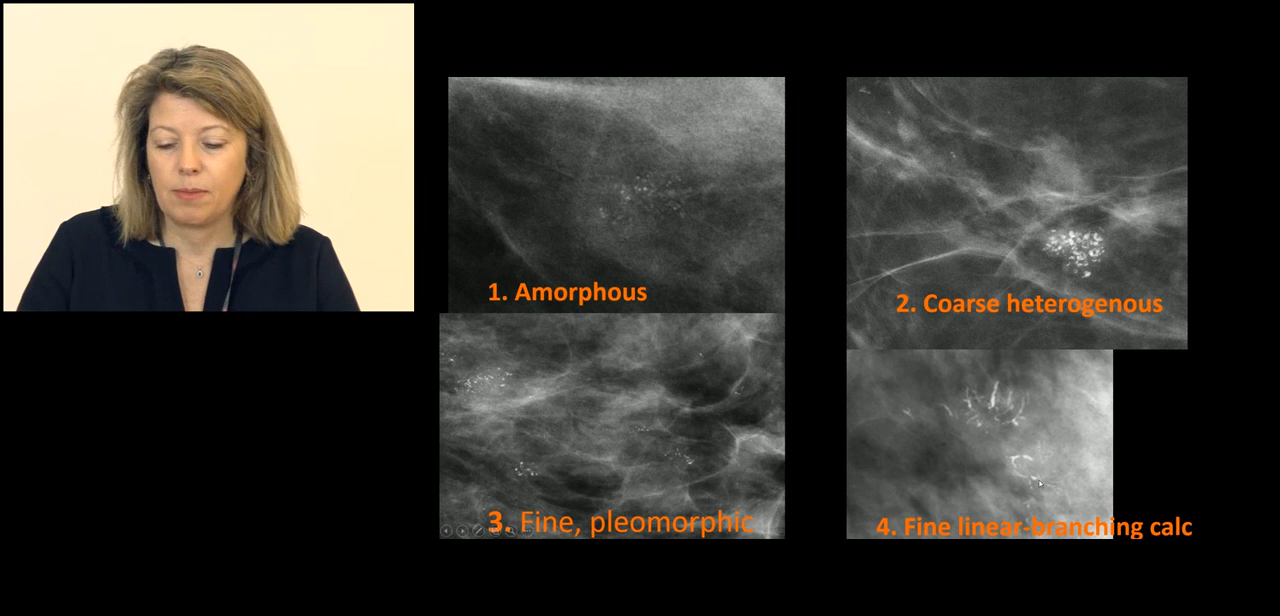 1. Amorphous
2. Coarse heterogenous
3. Fine, pleomorphic
4. Fine linear-branching calc